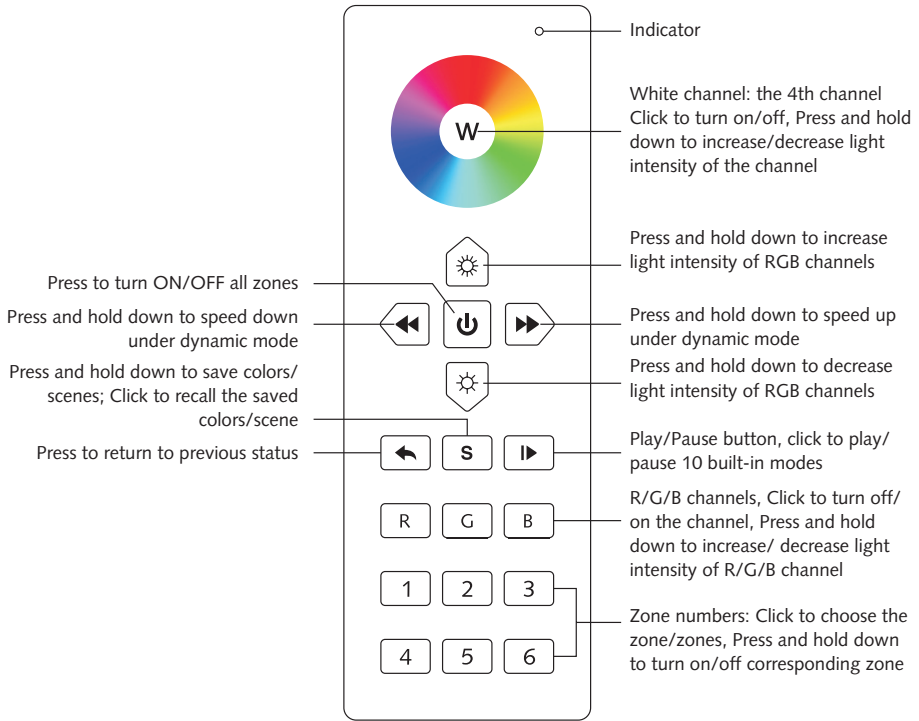 Indicator
White channel: the 4th channel
Click to turn on/off, Press and hold
down to increase/decrease light
intensity of the channel
W
Press and hold down to increase
light intensity of RGB channels
Press to turn ON/OFF all zones
Press and hold down to speed down
under dynamic mode
Press and hold down to speed up
under dynamic mode
Press and hold down to decrease
light intensity of RGB channels
Press and hold down to save colors/
scenes; Click to recall the saved
colors/scene
Press to return to previous status
S
Play/Pause button, click to play/
pause 10 built-in modes
R G B
R/G/B channels, Click to turn off/
on the channel, Press and hold
down to increase/ decrease light
intensity of R/G/B channel
1 2 3
4 5 6
Zone numbers: Click to choose the
zone/zones, Press and hold down
to turn on/off corresponding zone